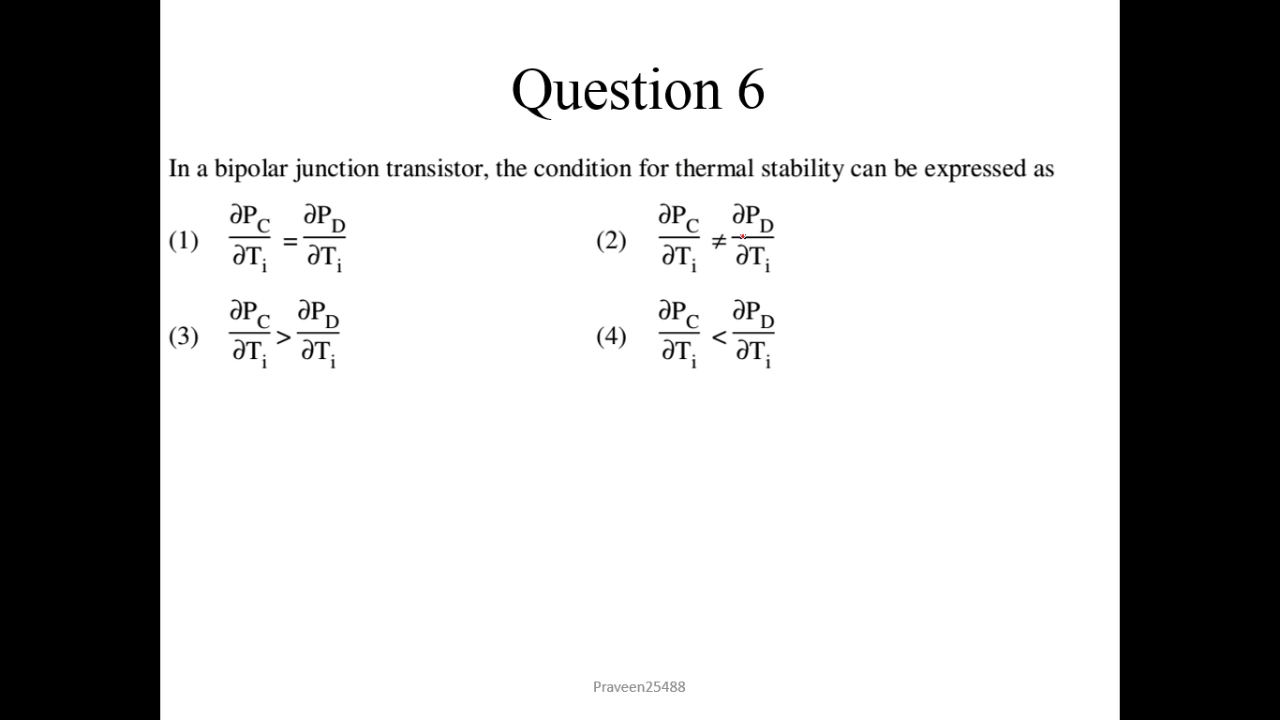 Question 6
In a bipolar junction transistor, the condition for thermal stability can be expressed as
(1) ∂P_C/∂T_i = ∂P_D/∂T_i (2) ∂P_C/∂T_i ≠ ∂P_D/∂T_i
(3) ∂P_C/∂T_i > ∂P_D/∂T_i (4) ∂P_C/∂T_i < ∂P_D/∂T_i
Praveen25488